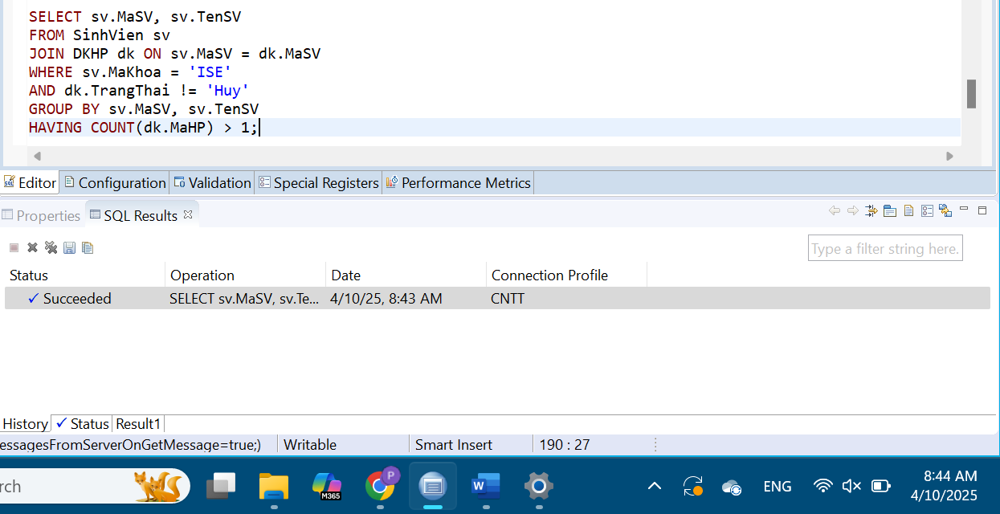 SELECT sv.MaSV, sv.TenSV
FROM SinhVien sv
JOIN DKHP dk ON sv.MaSV = dk.MaSV
WHERE sv.MaKhoa = 'ISE'
AND dk.TrangThai != 'Huy'
GROUP BY sv.MaSV, sv.TenSV
HAVING COUNT(dk.MaHP) > 1;
Editor Configuration Validation Special Registers Performance Metrics
Properties SQL Results
Type a filter string here.
Status Operation Date Connection Profile
Succeeded SELECT sv.MaSV, sv.Te... 4/10/25, 8:43 AM CNTT
History Status Result1
essagesFromServerOnGetMessage=true;) Writable Smart Insert 190 : 27
rch M365 P W ENG 8:44 AM
4/10/2025